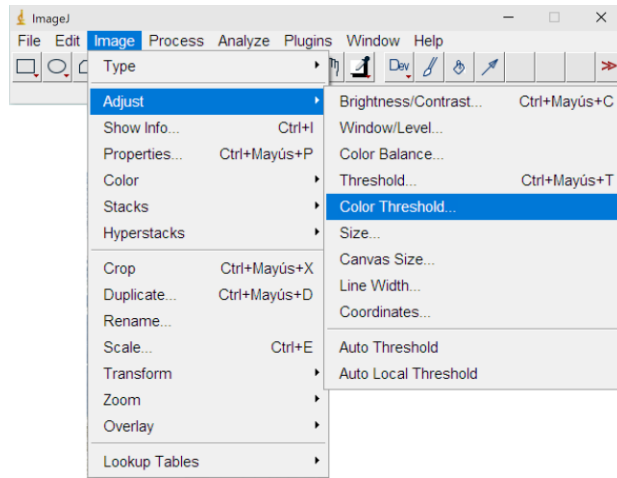 ImageJ
File Edit Image Process Analyze Plugins Window Help
Dev
Type
Adjust
Show Info... Ctrl+I
Properties... Ctrl+Mayús+P
Color
Stacks
Hyperstacks
Crop Ctrl+Mayús+X
Duplicate... Ctrl+Mayús+D
Rename...
Scale... Ctrl+E
Transform
Zoom
Overlay
Lookup Tables
Brightness/Contrast... Ctrl+Mayús+C
Window/Level...
Color Balance...
Threshold... Ctrl+Mayús+T
Color Threshold...
Size...
Canvas Size...
Line Width...
Coordinates...
Auto Threshold
Auto Local Threshold